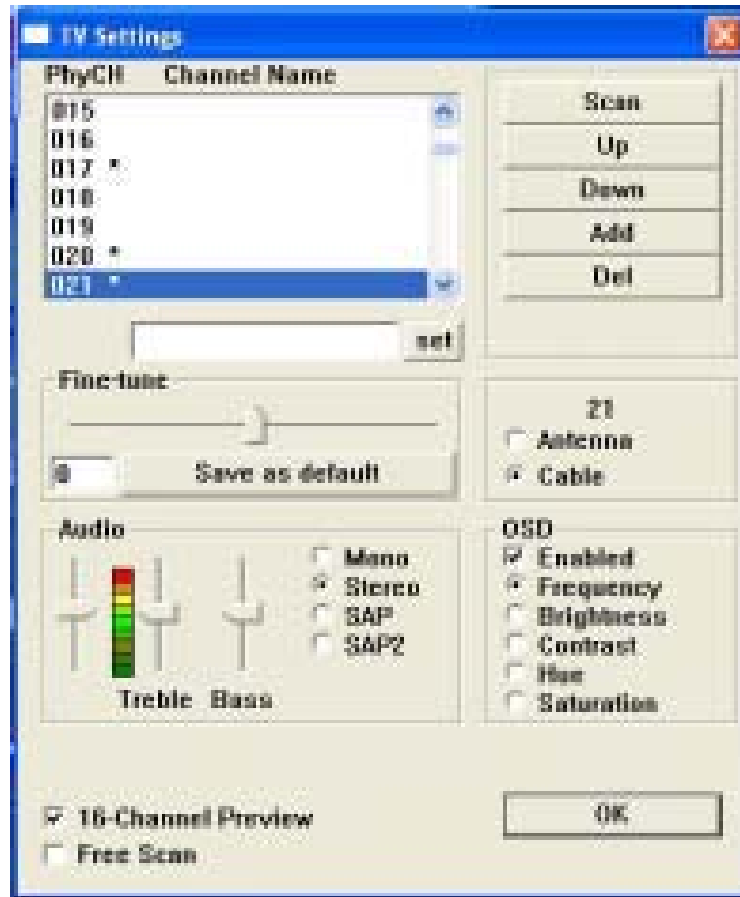 TV Settings
PhyCH Channel Name
015
016
017 *
018
019
020 *
021 *
set
Scan
Up
Down
Add
Del
Fine-tune
0 Save as default
21
Antenna
Cable
Audio
Mono
Stereo
SAP
SAP2
Treble Bass
OSD
Enabled
Frequency
Brightness
Contrast
Hue
Saturation
16-Channel Preview
Free Scan
OK